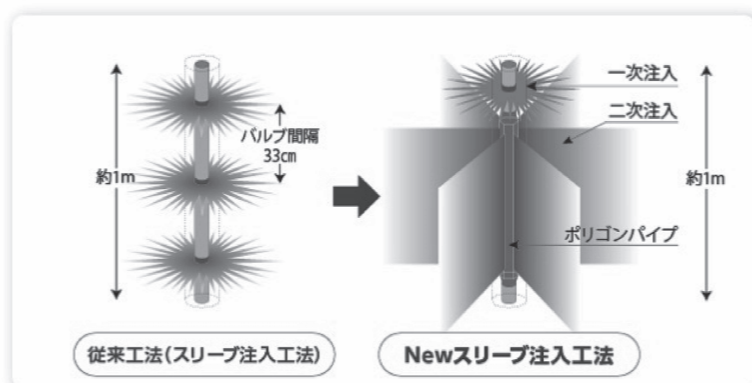 約1m
バルブ間隔
33㎝
従来工法(スリーブ注入工法)
一次注入
二次注入
約1m
ポリゴンパイプ
Newスリーブ注入工法